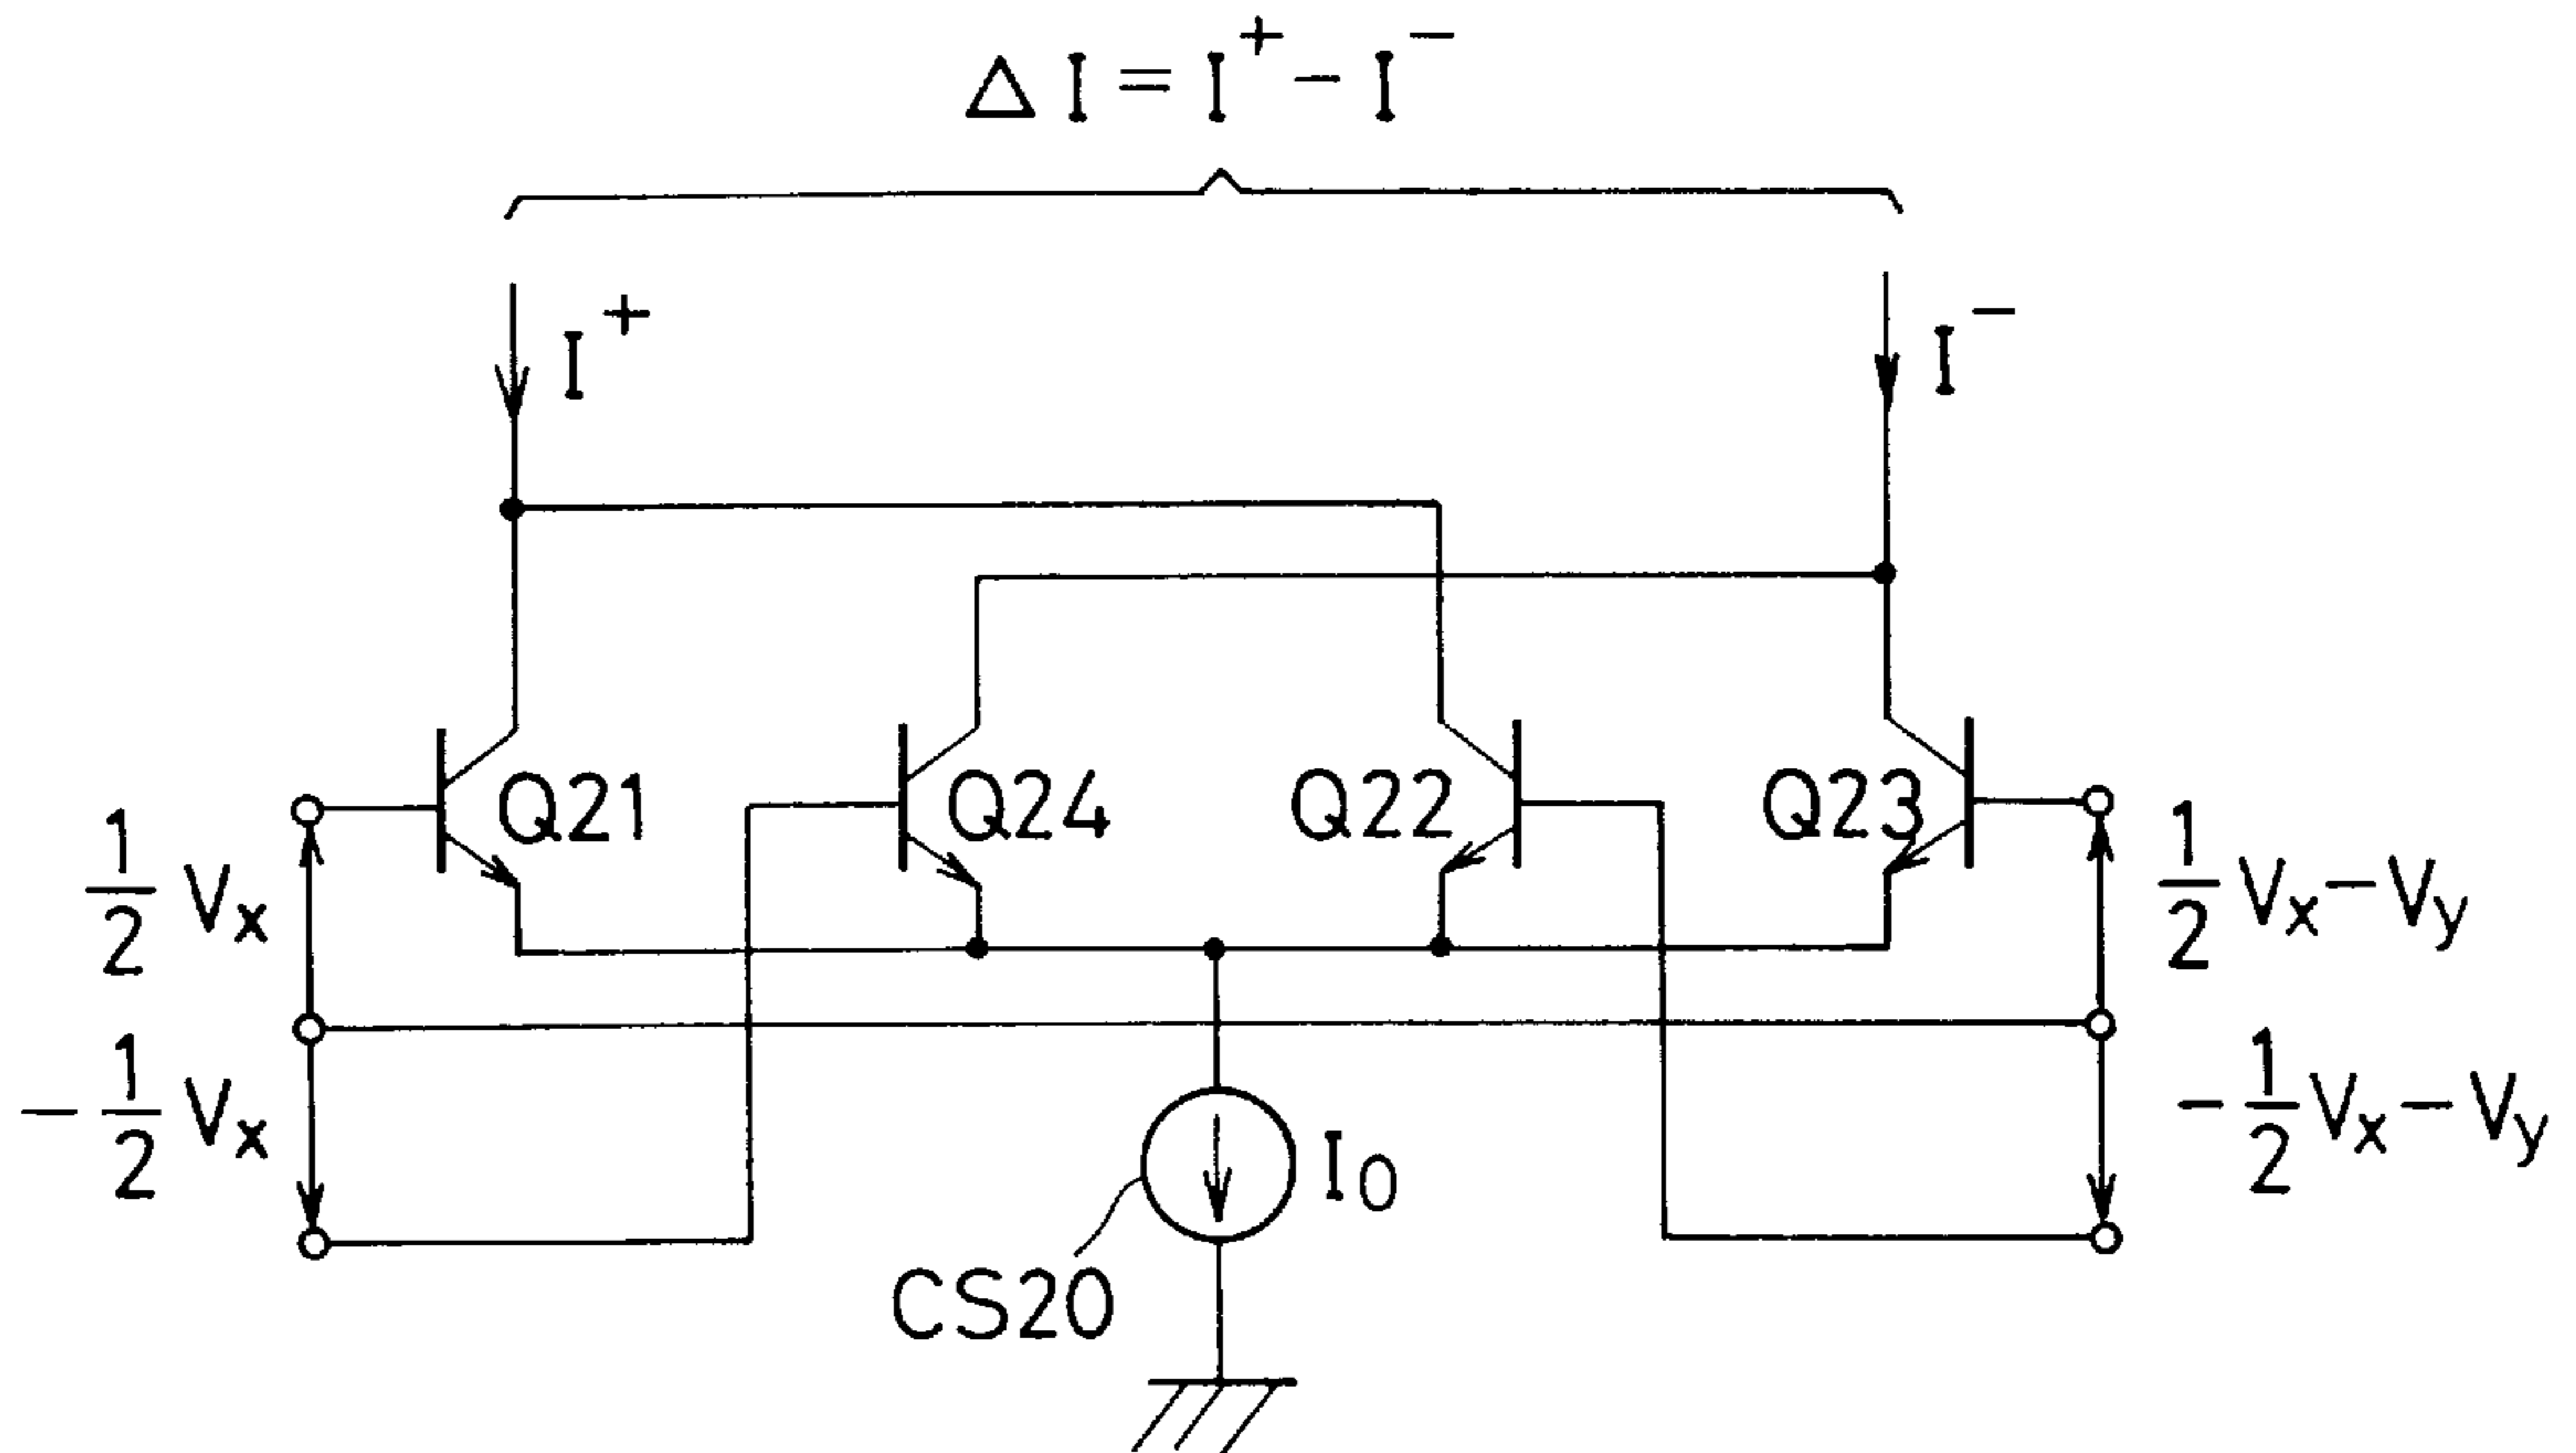 ΔI = I⁺ − I⁻
I⁺
I⁻
Q21
Q24
Q22
Q23
½ Vx
½ Vx − Vy
−½ Vx
−½ Vx − Vy
I₀
CS20